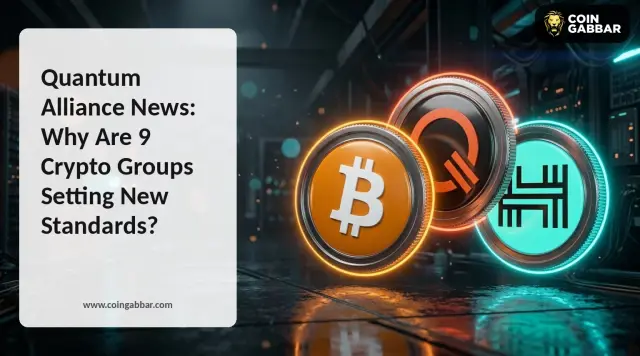 COIN
GABBAR
Quantum
Alliance News:
Why Are 9
Crypto Groups
Setting New
Standards?
www.coingabbar.com